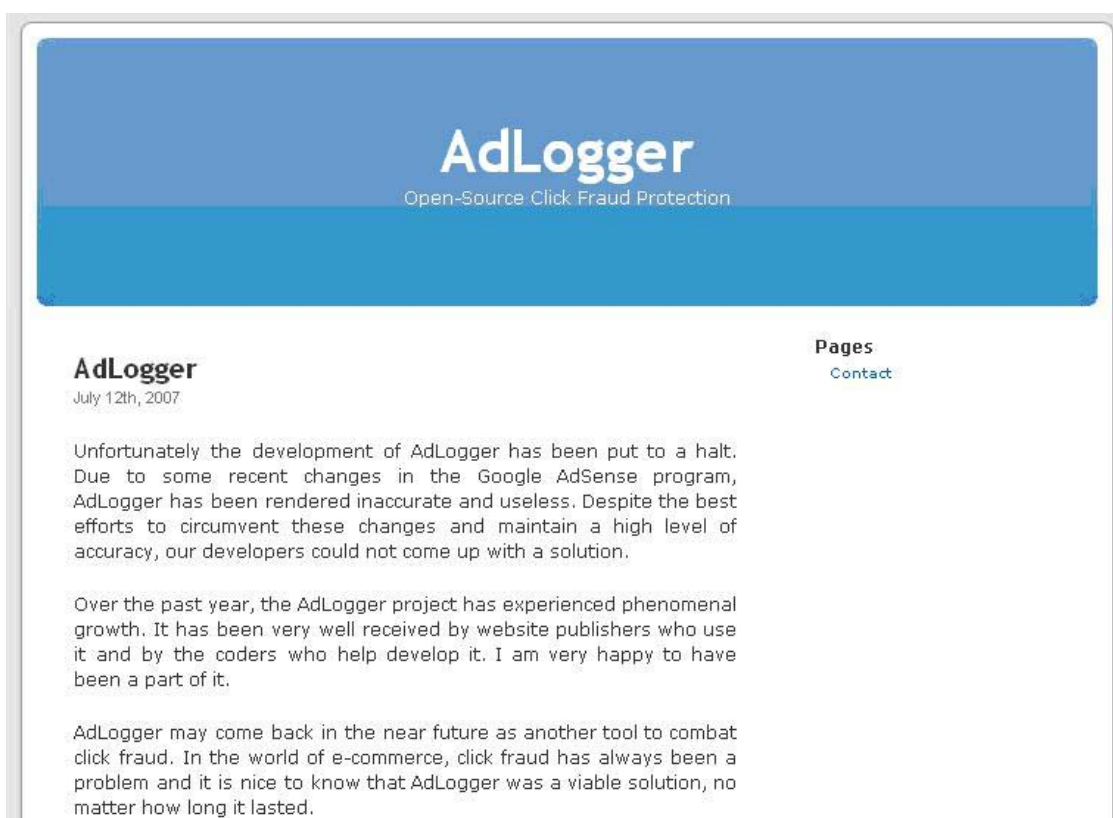 AdLogger
Open-Source Click Fraud Protection
AdLogger
July 12th, 2007
Unfortunately the development of AdLogger has been put to a halt.
Due to some recent changes in the Google AdSense program,
AdLogger has been rendered inaccurate and useless. Despite the best
efforts to circumvent these changes and maintain a high level of
accuracy, our developers could not come up with a solution.
Over the past year, the AdLogger project has experienced phenomenal
growth. It has been very well received by website publishers who use
it and by the coders who help develop it. I am very happy to have
been a part of it.
AdLogger may come back in the near future as another tool to combat
click fraud. In the world of e-commerce, click fraud has always been a
problem and it is nice to know that AdLogger was a viable solution, no
matter how long it lasted.
Pages
Contact